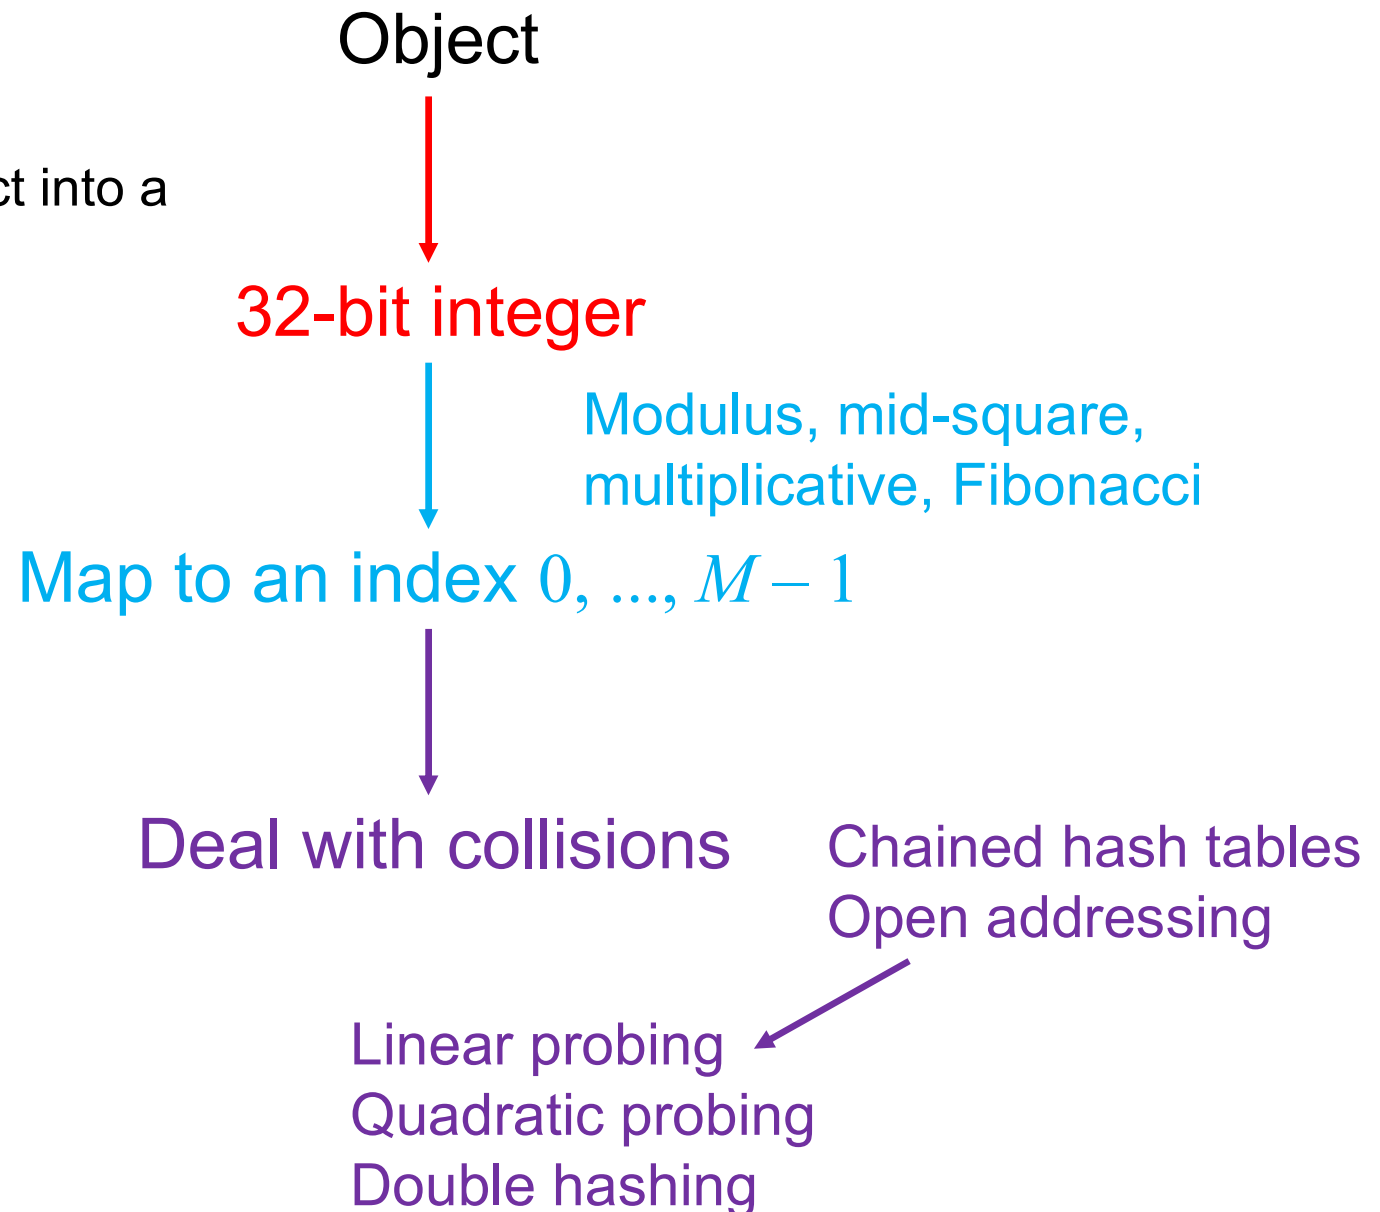 Object
ct into a
32-bit integer
Modulus, mid-square,
multiplicative, Fibonacci
Map to an index 0, ..., M – 1
Deal with collisions
Chained hash tables
Open addressing
Linear probing
Quadratic probing
Double hashing